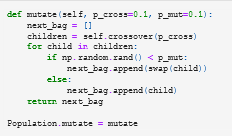 def mutate(self, p_cross=0.1, p_mut=0.1):
    next_bag = []
    children = self.crossover(p_cross)
    for child in children:
        if np.random.rand() < p_mut:
            next_bag.append(swap(child))
        else:
            next_bag.append(child)
    return next_bag

Population.mutate = mutate